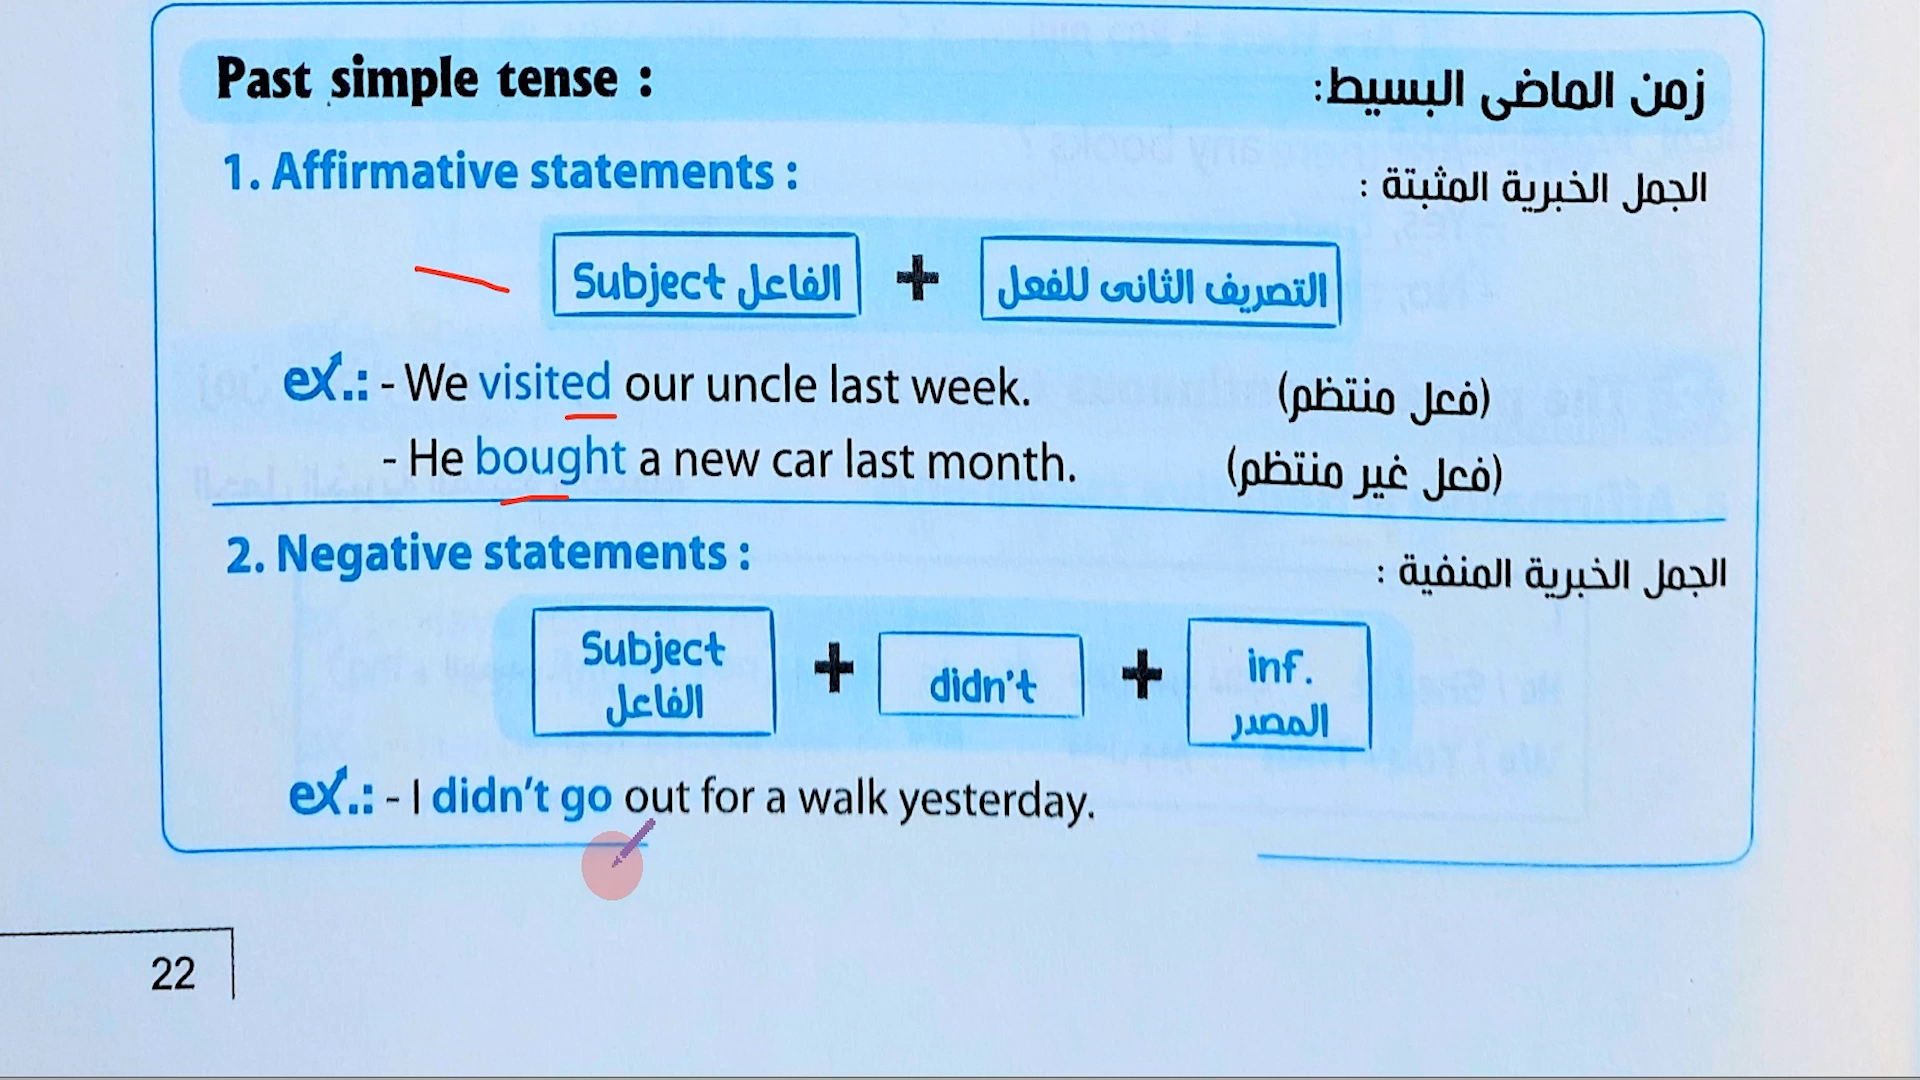 Past simple tense : زمن الماضى البسيط:
1. Affirmative statements : الجمل الخبرية المثبتة :
Subject الفاعل + التصريف الثانى للفعل
ex.: - We visited our uncle last week. (فعل منتظم)
- He bought a new car last month. (فعل غير منتظم)
2. Negative statements : الجمل الخبرية المنفية :
Subject الفاعل + didn't + inf. المصدر
ex.: - I didn't go out for a walk yesterday.
22